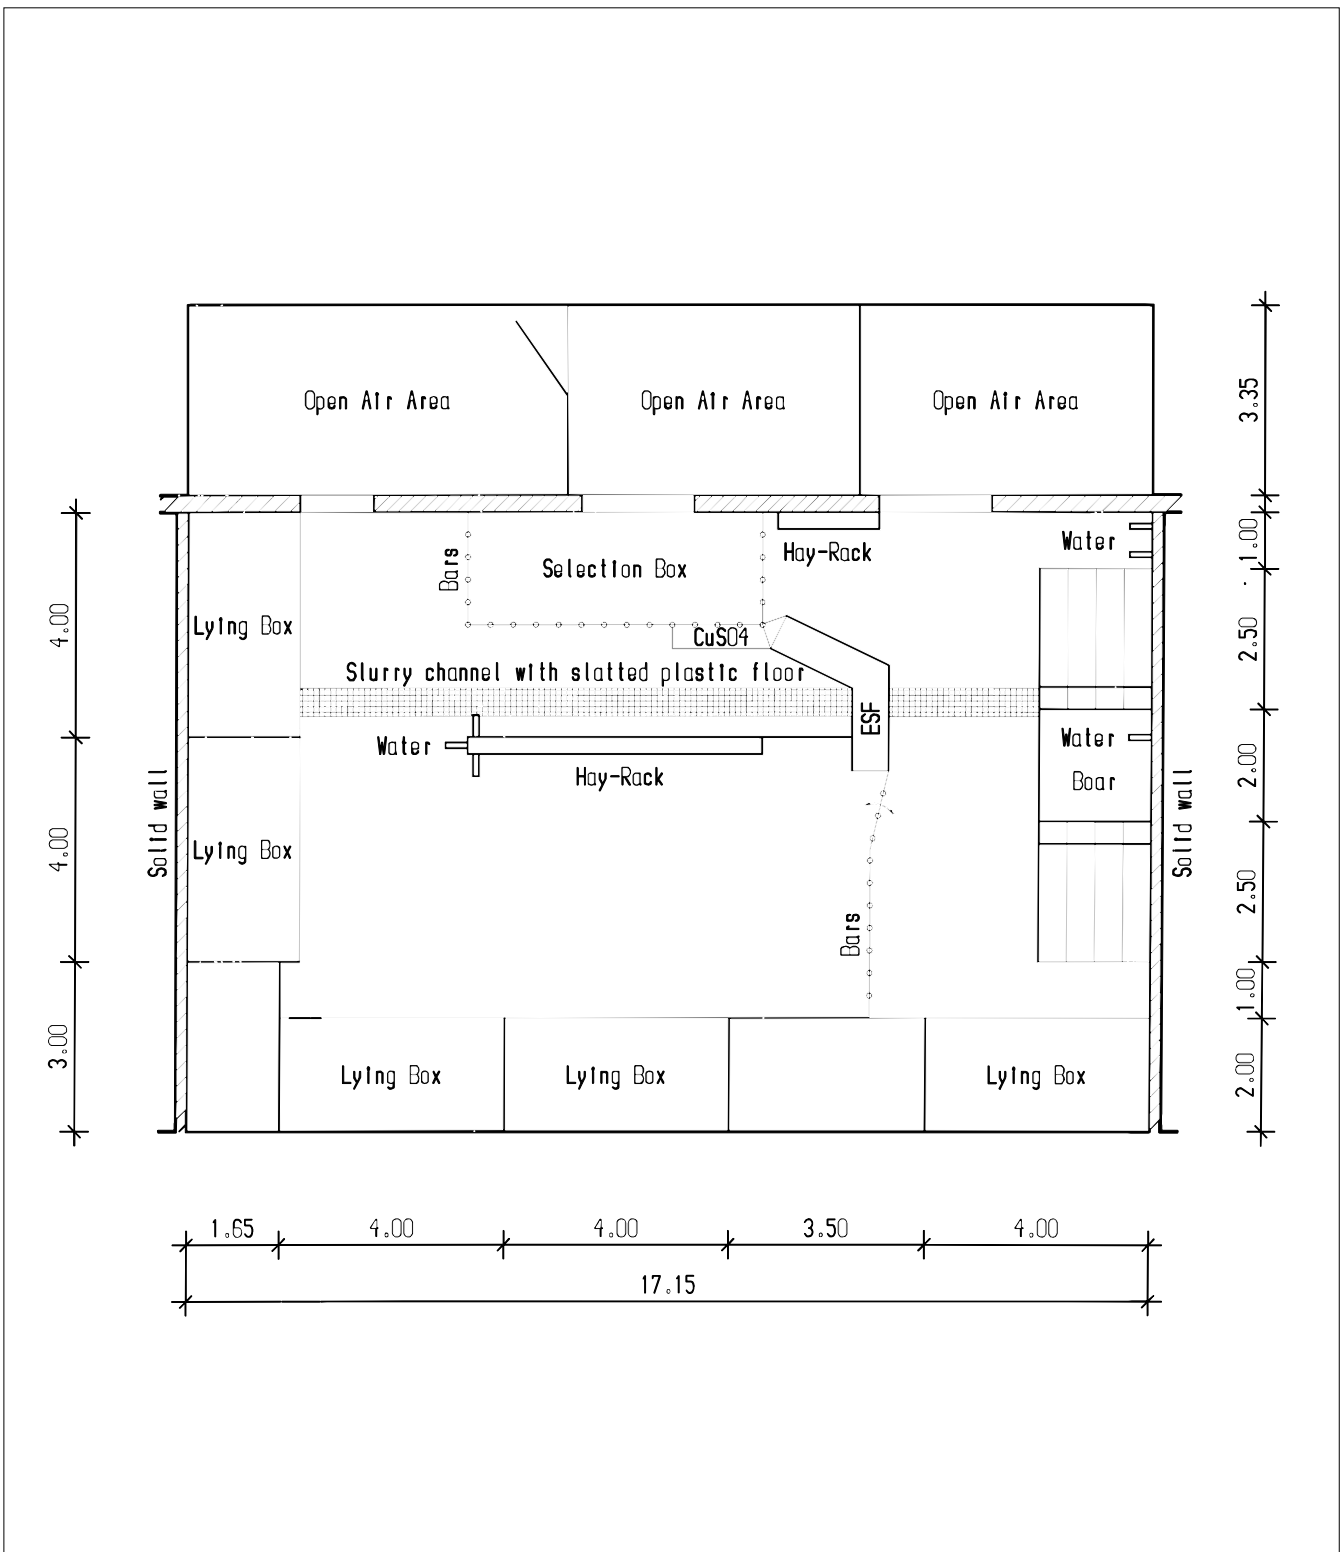 Open Air Area
Open Air Area
Open Air Area
3.35
Bars
Selection Box
Hay-Rack
Water
1.00
4.00
Lying Box
CuSO4
2.50
Slurry channel with slatted plastic floor
ESF
Water
Hay-Rack
Water
Boar
2.00
Solid wall
Solid wall
4.00
Lying Box
Bars
2.50
1.00
3.00
Lying Box
Lying Box
Lying Box
2.00
1.65
4.00
4.00
3.50
4.00
17.15